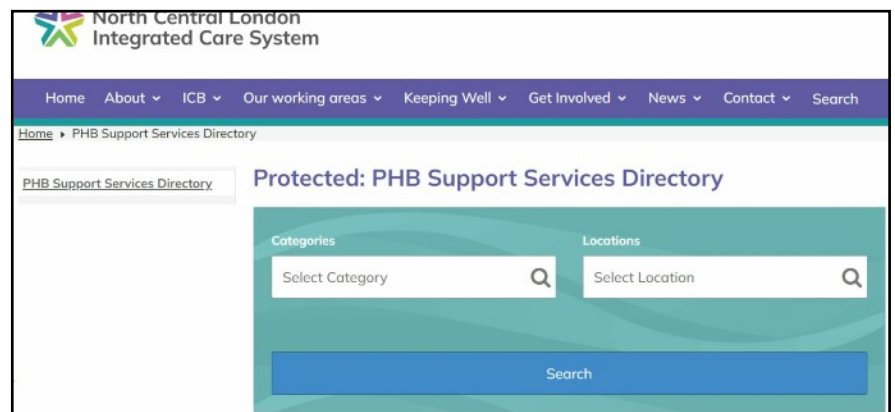 North Central London
Integrated Care System
Home About ICB Our working areas Keeping Well Get Involved News Contact Search
Home PHB Support Services Directory
PHB Support Services Directory
Protected: PHB Support Services Directory
Categories Locations
Select Category Select Location
Search